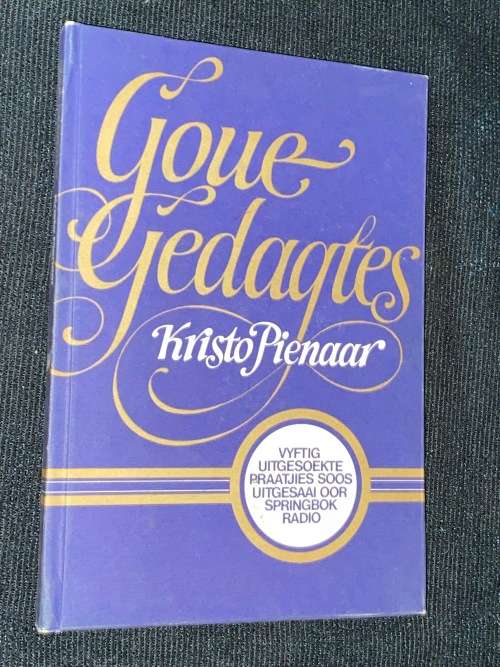 Goue
Gedagtes
Kristo Pienaar
VYFTIG
UITGESOEKTE
PRAATJIES SOOS
UITGESAAI OOR
SPRINGBOK
RADIO